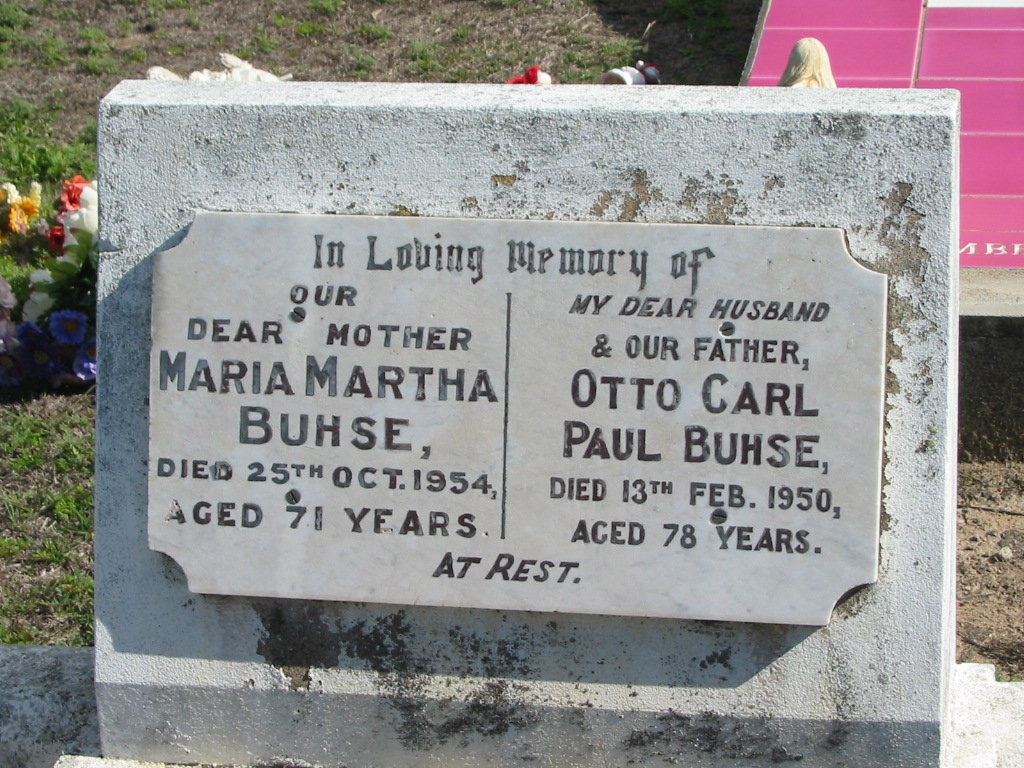 In Loving Memory of
OUR
DEAR MOTHER
MARIA MARTHA
BUHSE,
DIED 25TH OCT. 1954,
AGED 71 YEARS.
MY DEAR HUSBAND
& OUR FATHER,
OTTO CARL
PAUL BUHSE,
DIED 13TH FEB. 1950,
AGED 78 YEARS.
AT REST.